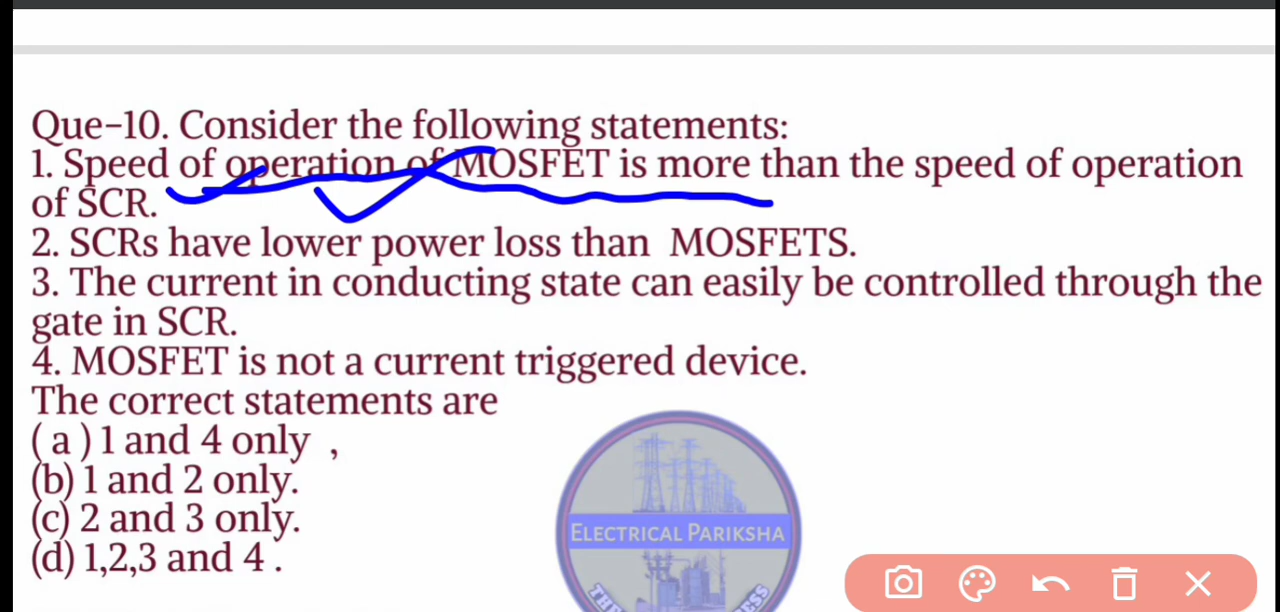 Que-10. Consider the following statements:
1. Speed of operation of MOSFET is more than the speed of operation
of SCR.
2. SCRs have lower power loss than MOSFETS.
3. The current in conducting state can easily be controlled through the
gate in SCR.
4. MOSFET is not a current triggered device.
The correct statements are
( a ) 1 and 4 only ,
(b) 1 and 2 only.
(c) 2 and 3 only.
(d) 1,2,3 and 4 .
ELECTRICAL PARIKSHA